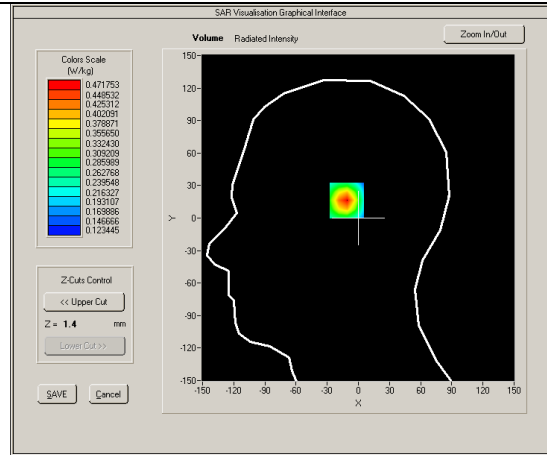 SAR Visualisation Graphical Interface
Volume Radiated Intensity
Zoom In/Out
Colors Scale
(W/kg)
0.471753
0.448532
0.425312
0.402091
0.378871
0.355650
0.332430
0.309209
0.285989
0.262768
0.239548
0.216327
0.193107
0.169886
0.146666
0.123445
Z-Cuts Control
<< Upper Cut
Z = 1.4 mm
Lower Cut >>
SAVE Cancel
150-
120-
90-
60-
30-
Y 0-
-30-
-60-
-90-
-120-
-150-
-150 -120 -90 -60 -30 0 30 60 90 120 150
X